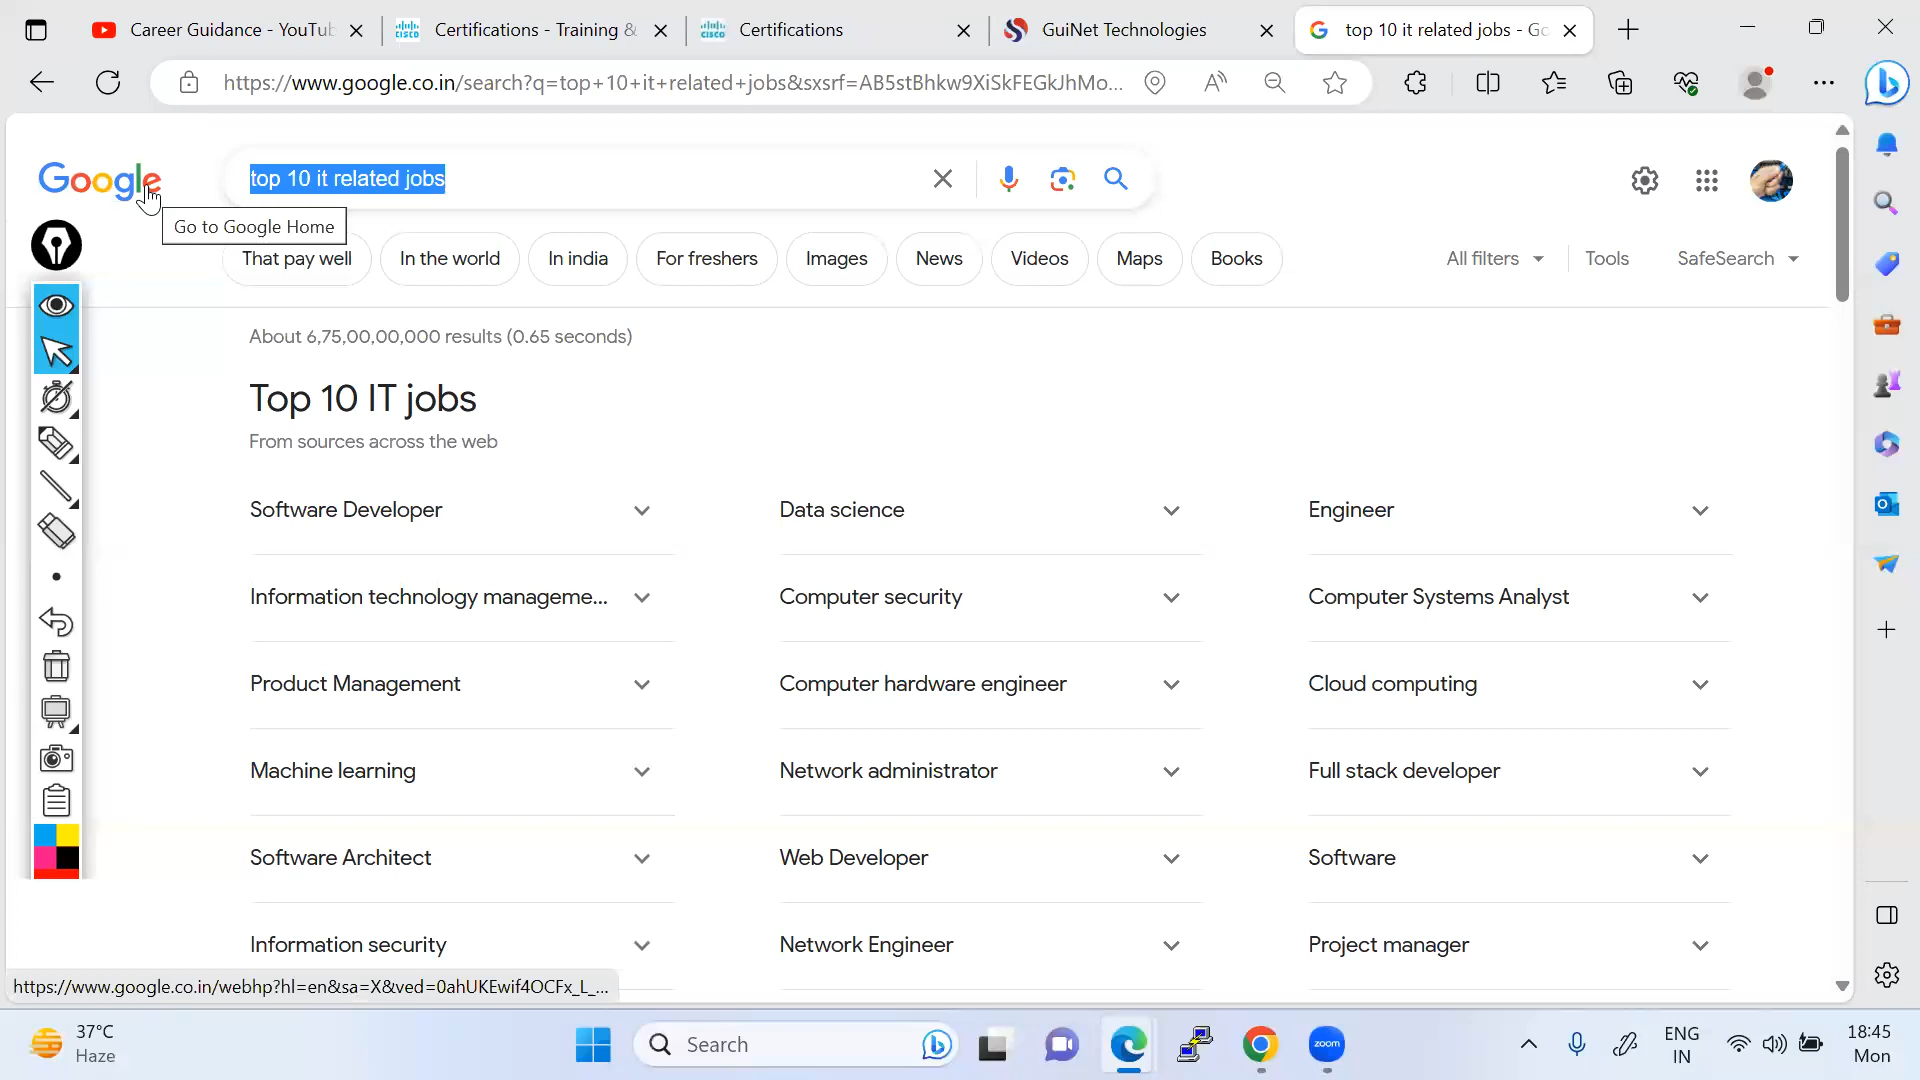 Career Guidance - YouTu
Certifications - Training &
Certifications
GuiNet Technologies
top 10 it related jobs - Go
https://www.google.co.in/search?q=top+10+it+related+jobs&sxsrf=AB5stBhkw9XiSkFEGkJhMo...
Google
top 10 it related jobs
Go to Google Home
That pay well
In the world
In india
For freshers
Images
News
Videos
Maps
Books
All filters
Tools
SafeSearch
About 6,75,00,00,000 results (0.65 seconds)
Top 10 IT jobs
From sources across the web
Software Developer
Data science
Engineer
Information technology manageme...
Computer security
Computer Systems Analyst
Product Management
Computer hardware engineer
Cloud computing
Machine learning
Network administrator
Full stack developer
Software Architect
Web Developer
Software
Information security
Network Engineer
Project manager
https://www.google.co.in/webhp?hl=en&sa=X&ved=0ahUKEwif4OCFx_L_...
37°C
Haze
Search
zoom
ENG
IN
18:45
Mon